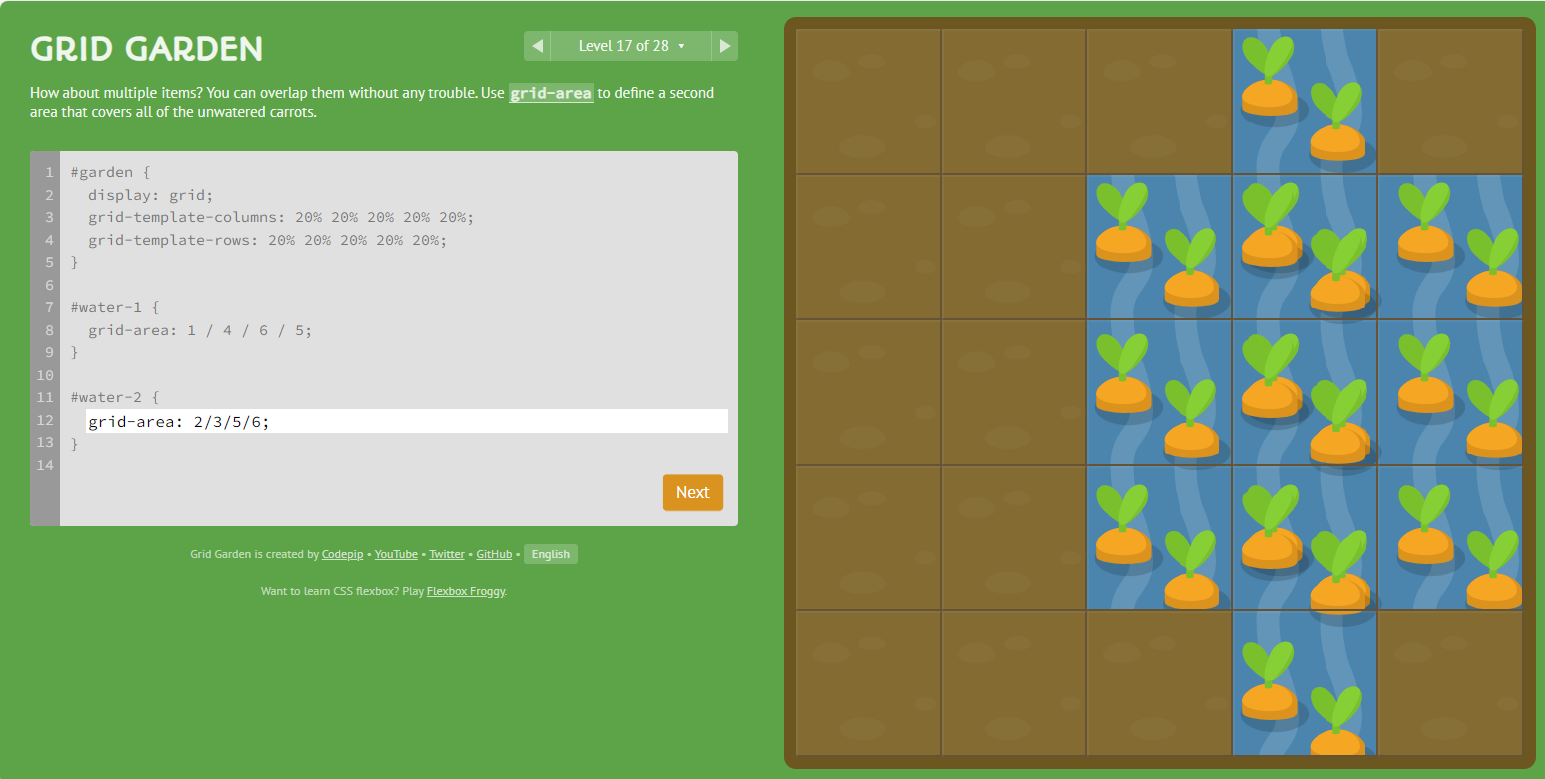 GRID GARDEN
◀ Level 17 of 28 ▾ ▶
How about multiple items? You can overlap them without any trouble. Use grid-area to define a second
area that covers all of the unwatered carrots.
1 #garden {
2 display: grid;
3 grid-template-columns: 20% 20% 20% 20% 20%;
4 grid-template-rows: 20% 20% 20% 20% 20%;
5 }
6
7 #water-1 {
8 grid-area: 1 / 4 / 6 / 5;
9 }
10
11 #water-2 {
12 grid-area: 2/3/5/6;
13 }
14
Next
Grid Garden is created by Codepip • YouTube • Twitter • GitHub • English
Want to learn CSS flexbox? Play Flexbox Froggy.